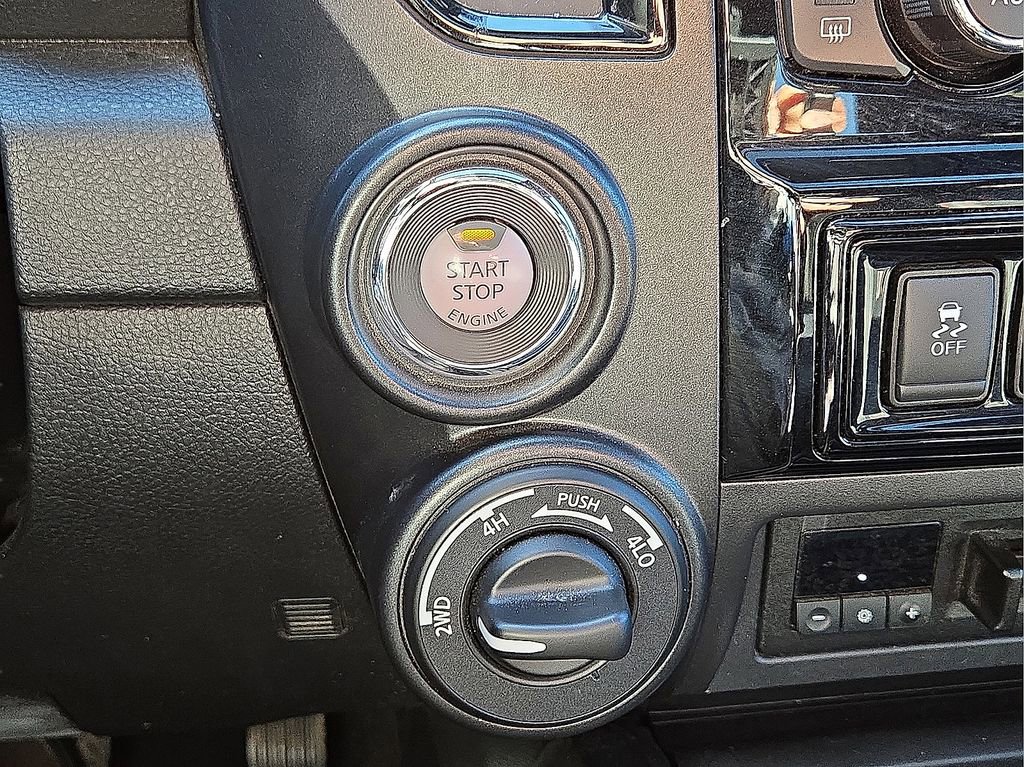 START
STOP
ENGINE
OFF
PUSH
4H
4LO
2WD
- +